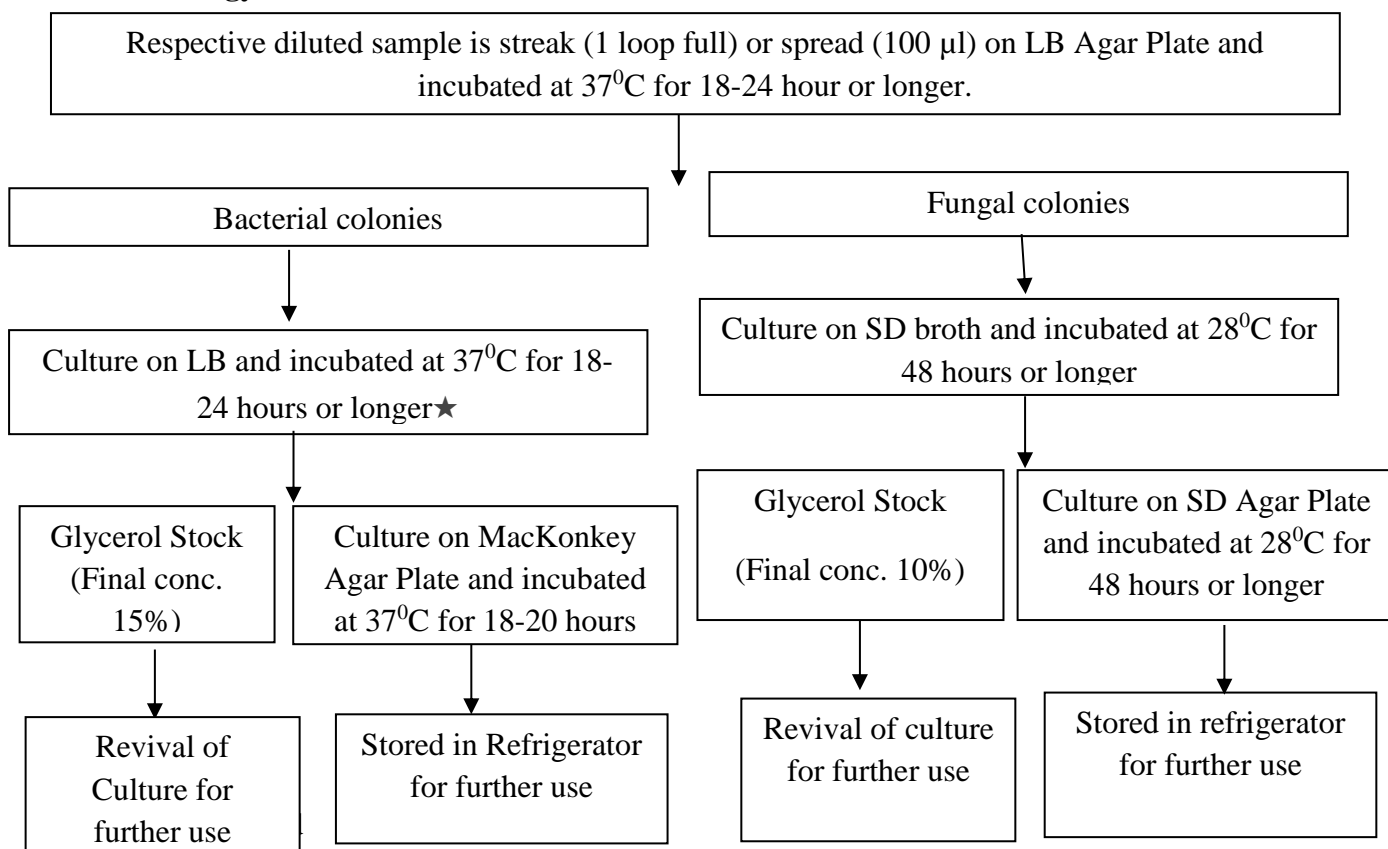 Respective diluted sample is streak (1 loop full) or spread (100 µl) on LB Agar Plate and
incubated at 37⁰C for 18-24 hour or longer.
Bacterial colonies
Fungal colonies
Culture on LB and incubated at 37⁰C for 18-
24 hours or longer★
Culture on SD broth and incubated at 28⁰C for
48 hours or longer
Glycerol Stock
(Final conc.
15%)
Culture on MacKonkey
Agar Plate and incubated
at 37⁰C for 18-20 hours
Glycerol Stock
(Final conc. 10%)
Culture on SD Agar Plate
and incubated at 28⁰C for
48 hours or longer
Revival of
Culture for
further use
Stored in Refrigerator
for further use
Revival of culture
for further use
Stored in refrigerator
for further use